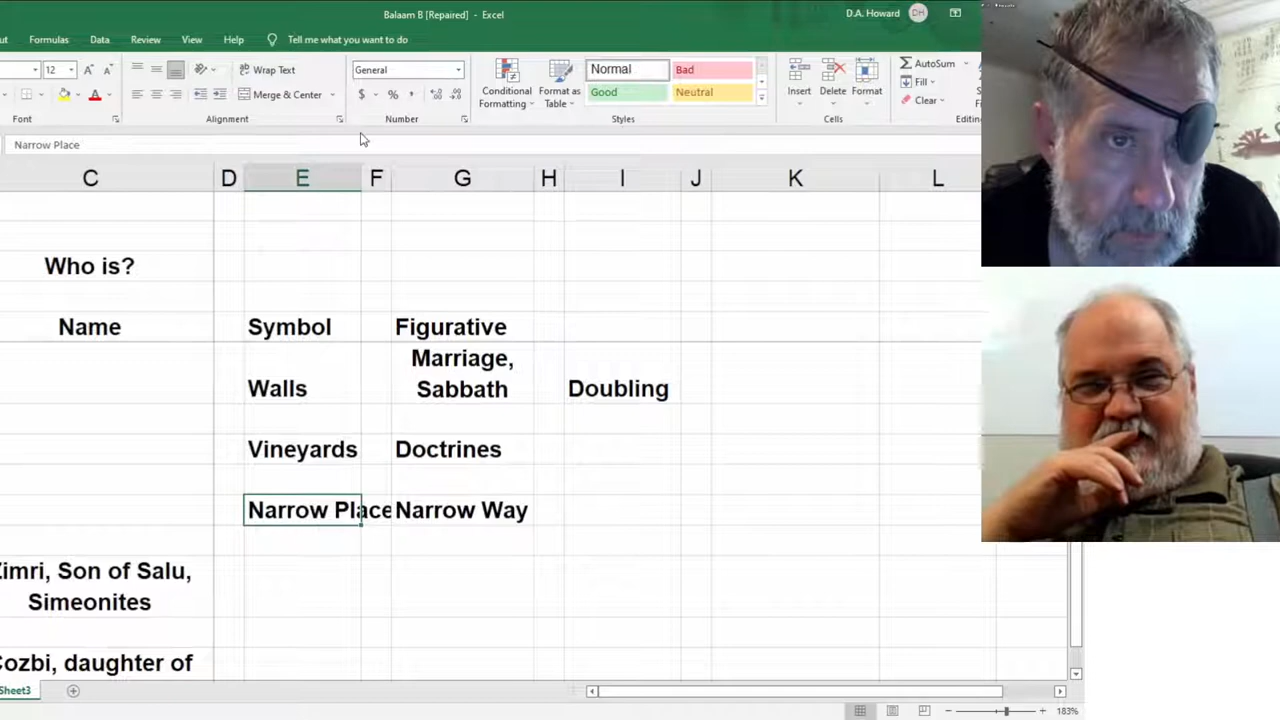 Balaam B [Repaired] - Excel
D.A. Howard DH
Formulas Data Review View Help Tell me what you want to do
12 A A Wrap Text General Normal Bad AutoSum
Merge & Center $ % Conditional Formatting Format as Table Good Neutral Insert Delete Format Fill
Clear
Font Alignment Number Styles Cells
Narrow Place
C D E F G H I J K L
Who is?
Name Symbol Figurative
Marriage,
Walls Sabbath Doubling
Vineyards Doctrines
Narrow Place Narrow Way
Zimri, Son of Salu,
Simeonites
Cozbi, daughter of
Sheet3
183%